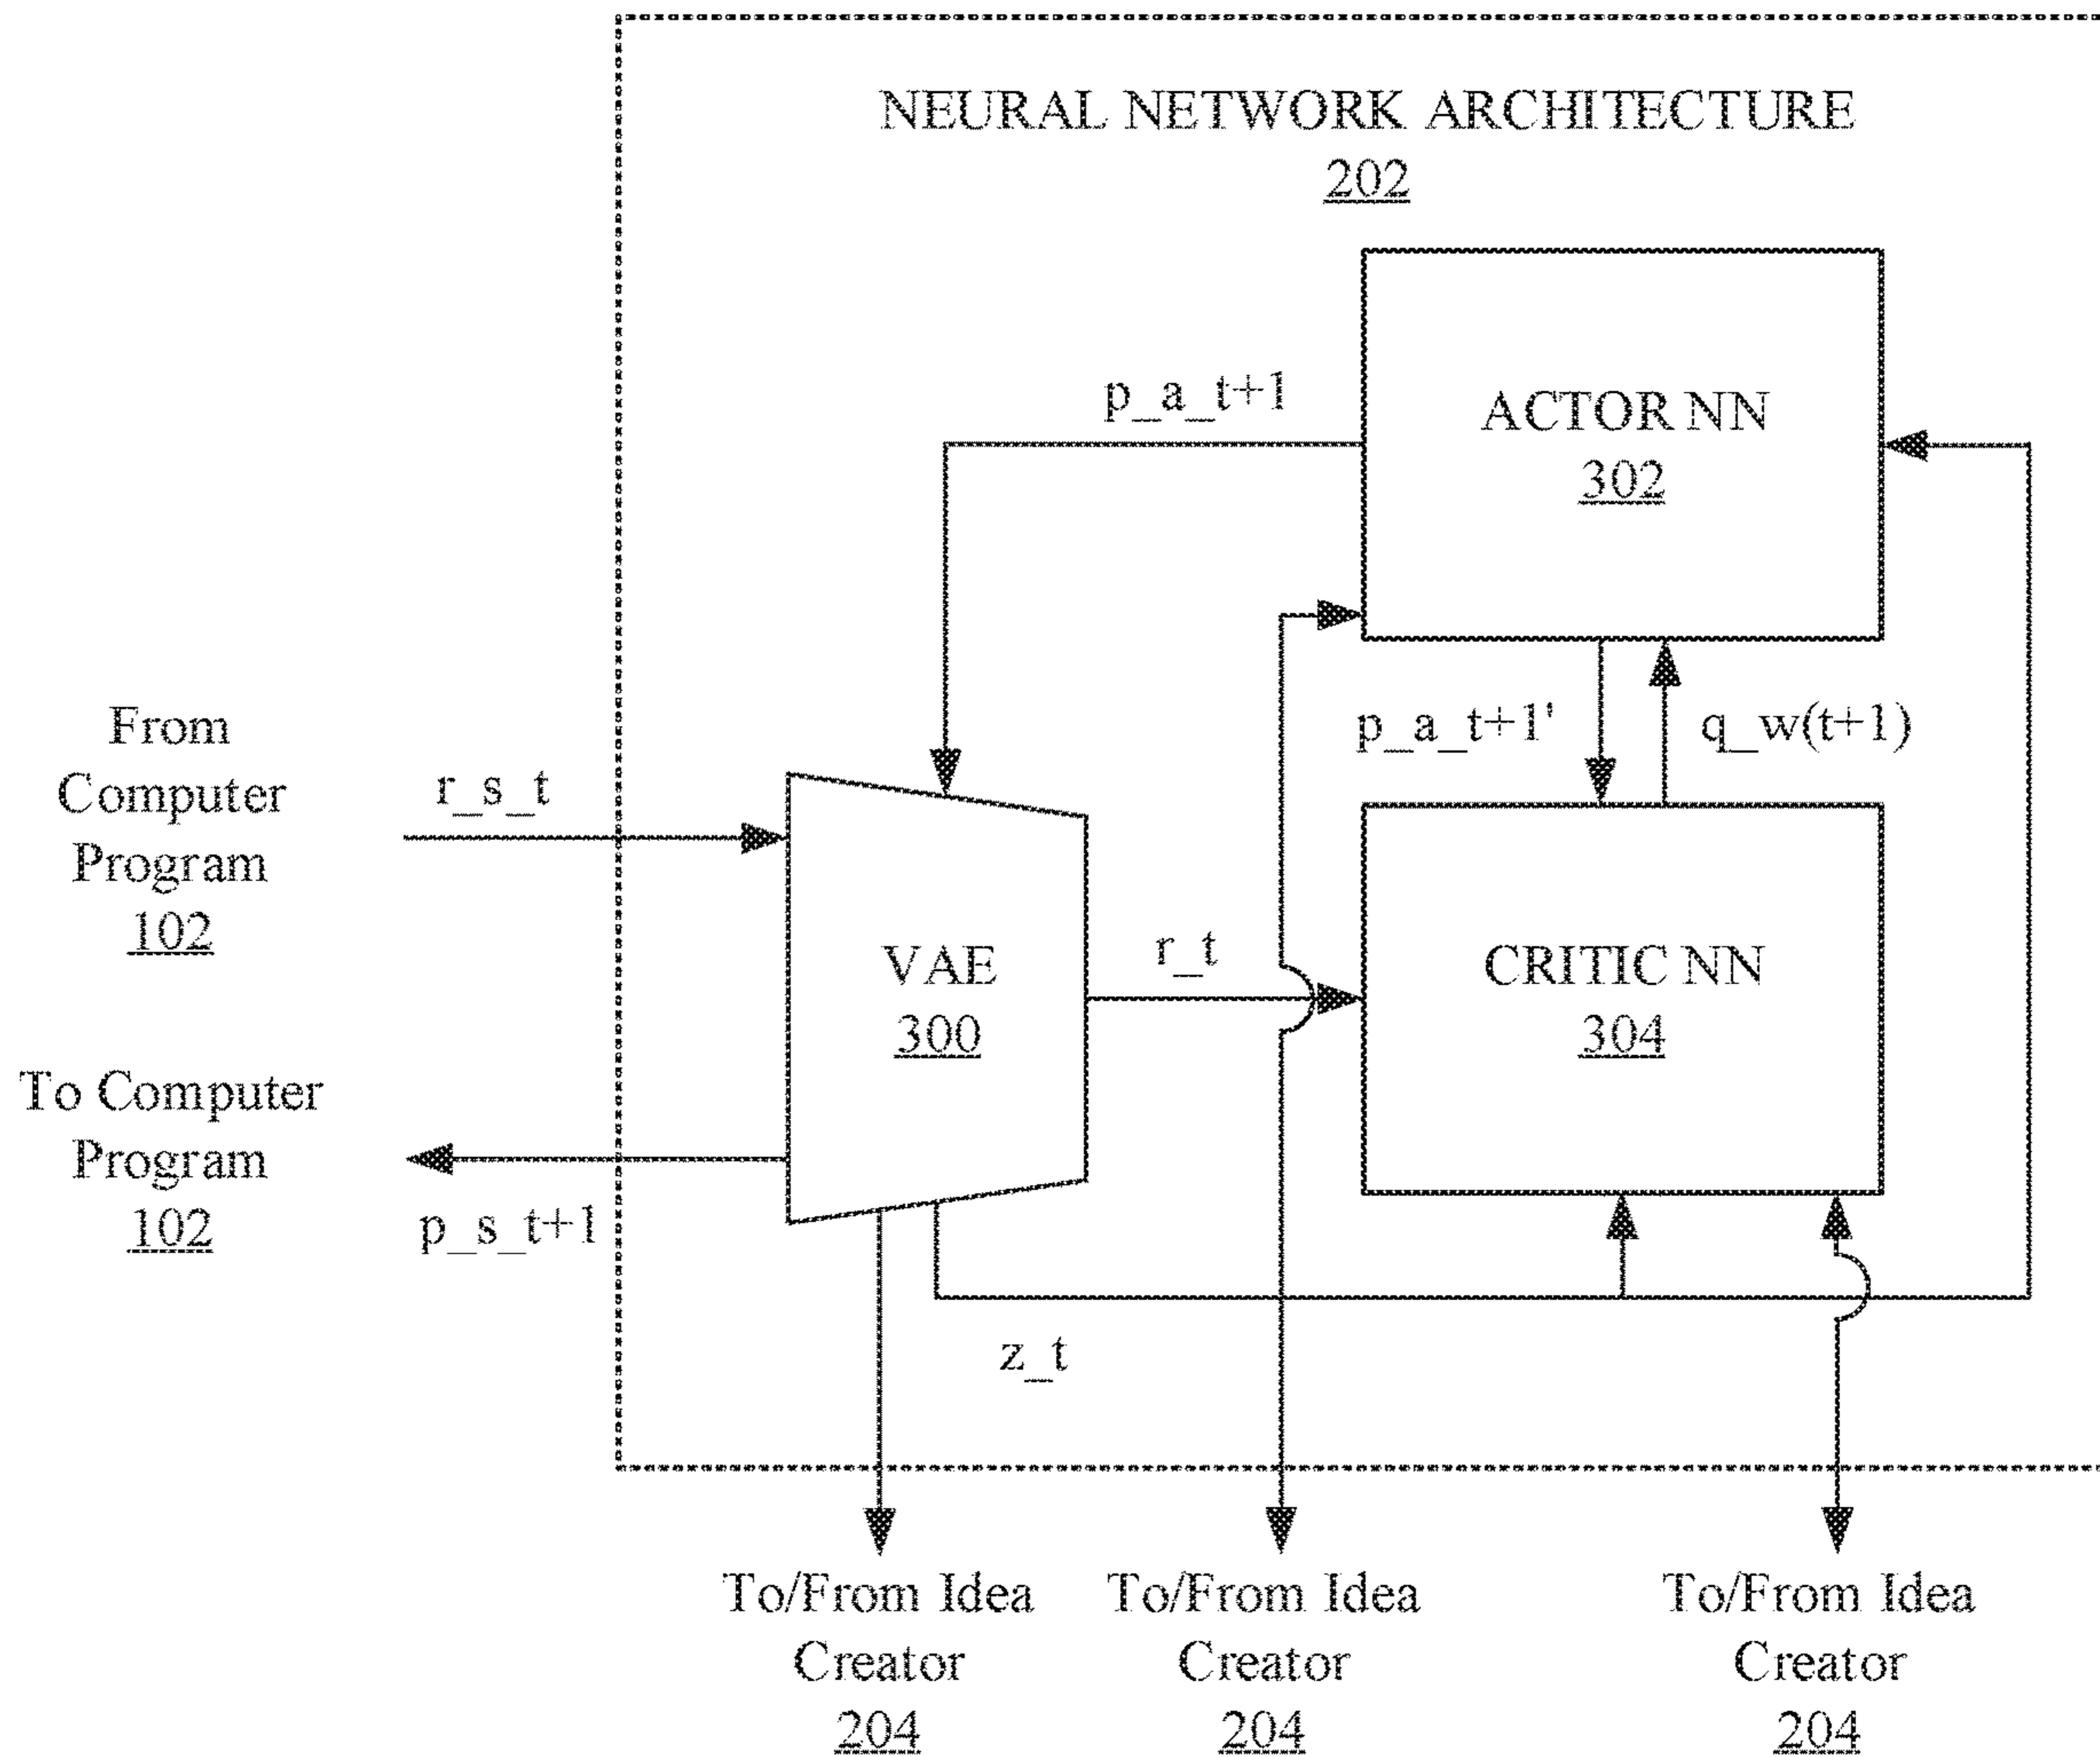 NEURAL NETWORK ARCHITECTURE
202
p_a_t+1
ACTOR NN
302
From
Computer
Program
102
r_s_t
p_a_t+1'
q_w(t+1)
VAE
300
r_t
CRITIC NN
304
To Computer
Program
102
p_s_t+1
z_t
To/From Idea
Creator
204
To/From Idea
Creator
204
To/From Idea
Creator
204